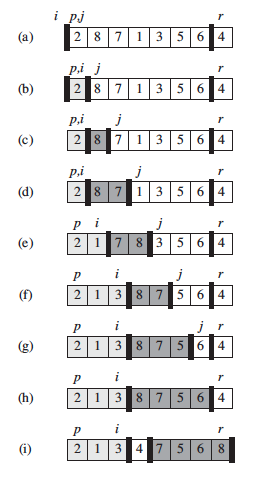 i p,j r
(a) 2 8 7 1 3 5 6 4
p,i j r
(b) 2 8 7 1 3 5 6 4
p,i j r
(c) 2 8 7 1 3 5 6 4
p,i j r
(d) 2 8 7 1 3 5 6 4
p i j r
(e) 2 1 7 8 3 5 6 4
p i j r
(f) 2 1 3 8 7 5 6 4
p i j r
(g) 2 1 3 8 7 5 6 4
p i r
(h) 2 1 3 8 7 5 6 4
p i r
(i) 2 1 3 4 7 5 6 8